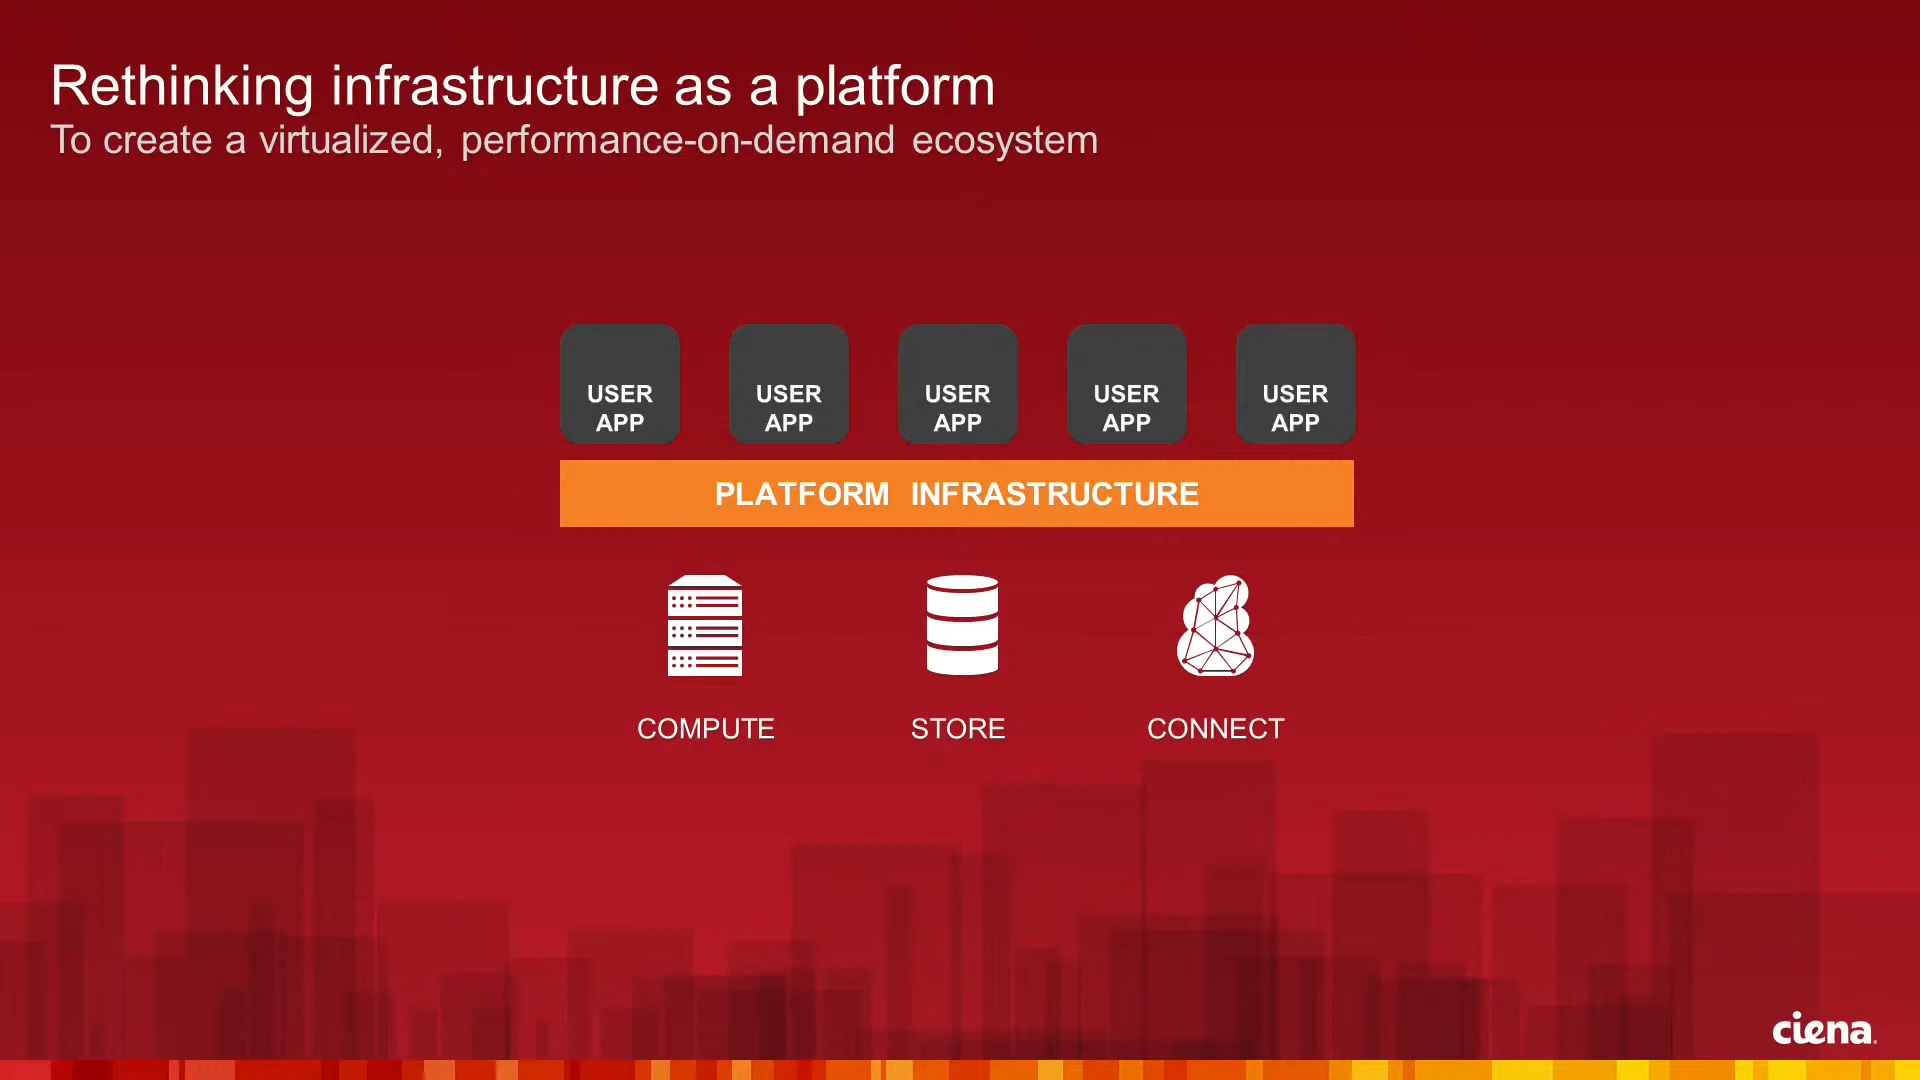 Rethinking infrastructure as a platform
To create a virtualized, performance-on-demand ecosystem
USER APP
USER APP
USER APP
USER APP
USER APP
PLATFORM INFRASTRUCTURE
COMPUTE
STORE
CONNECT
ciena.